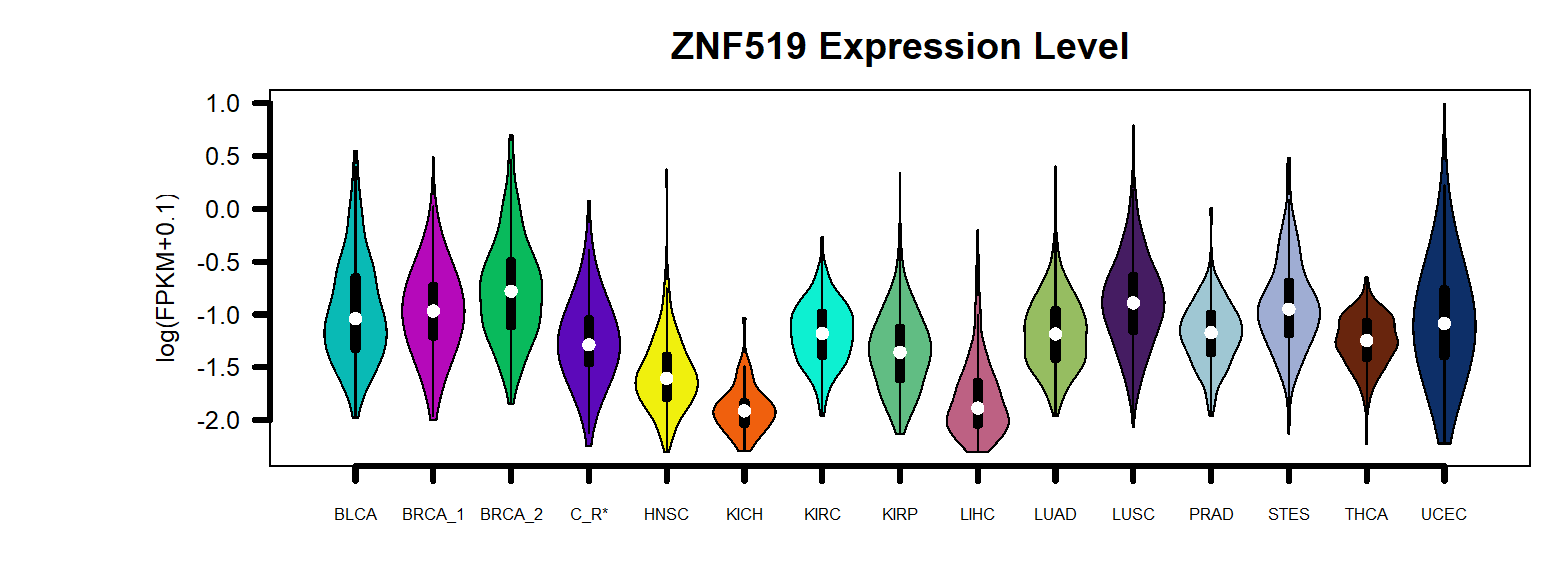 ZNF519 Expression Level
1.0
0.5
0.0
-0.5
-1.0
-1.5
-2.0
log(FPKM+0.1)
BLCA BRCA_1 BRCA_2 C_R* HNSC KICH KIRC KIRP LIHC LUAD LUSC PRAD STES THCA UCEC